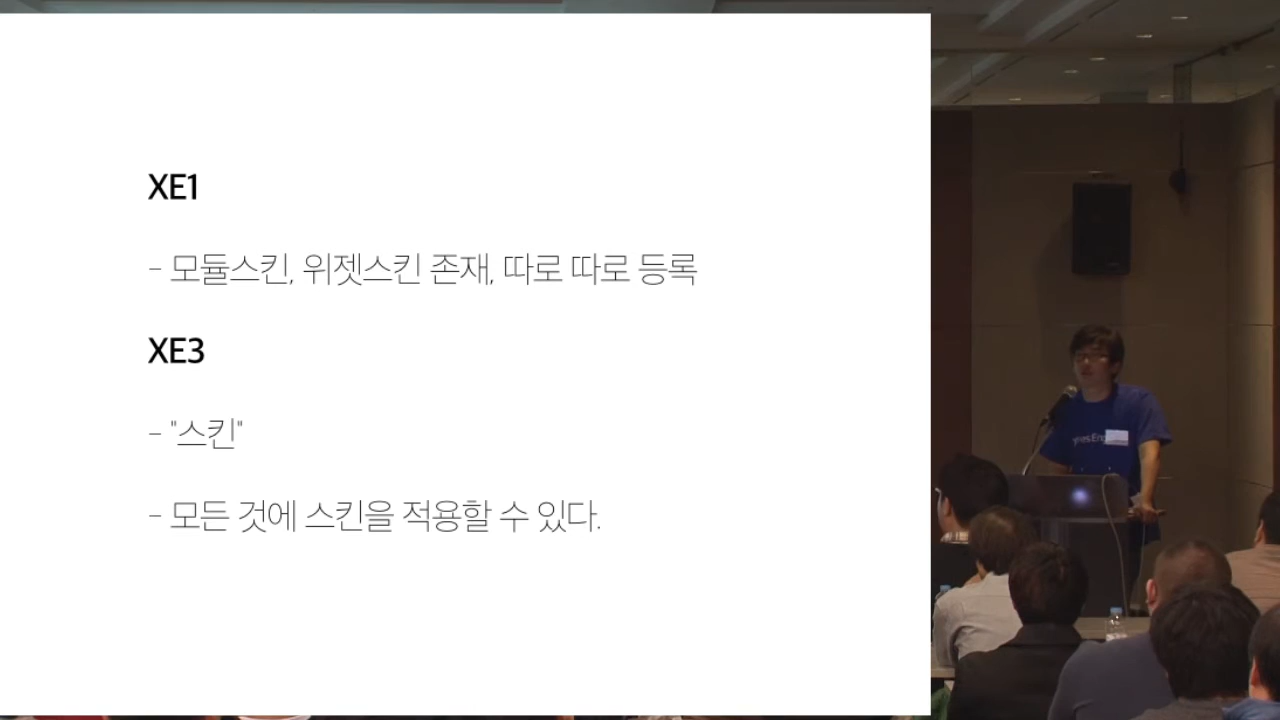 XE1
- 모듈스킨, 위젯스킨 존재, 따로 따로 등록
XE3
- "스킨"
- 모든 것에 스킨을 적용할 수 있다.